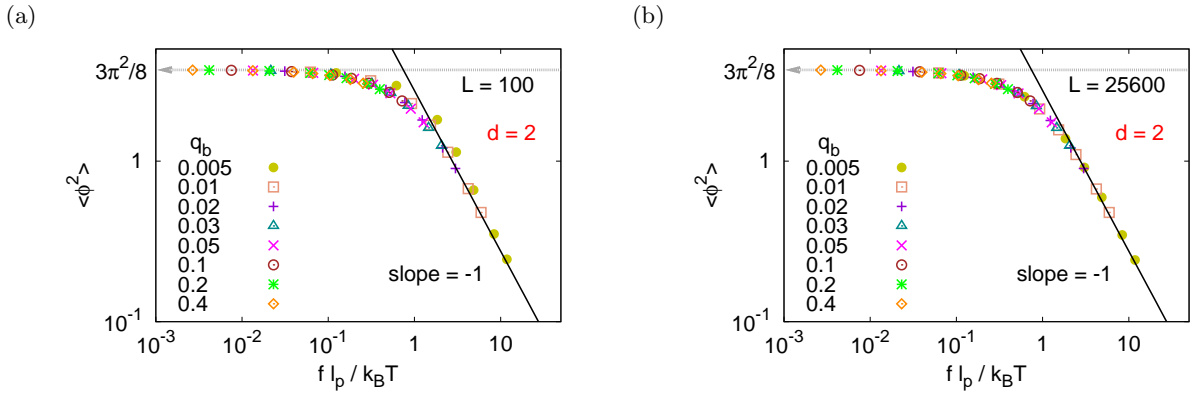 (a)
3π²/8
L = 100
d = 2
q_b
0.005
0.01
0.02
0.03
0.05
0.1
0.2
0.4
1
<ϕ²>
slope = -1
10⁻¹
10⁻³
10⁻²
10⁻¹
1
10
f l_p / k_BT
(b)
3π²/8
L = 25600
d = 2
q_b
0.005
0.01
0.02
0.03
0.05
0.1
0.2
0.4
1
<ϕ²>
slope = -1
10⁻¹
10⁻³
10⁻²
10⁻¹
1
10
f l_p / k_BT